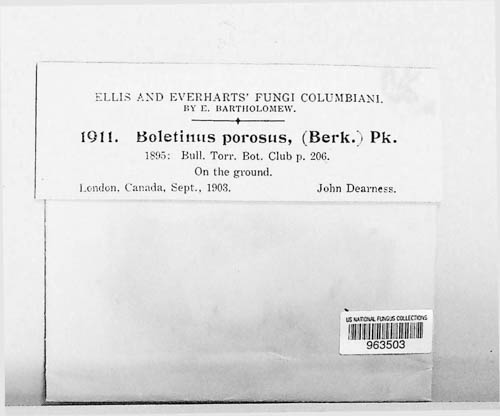 ELLIS AND EVERHARTS' FUNGI COLUMBIANI.
BY E. BARTHOLOMEW.
1911. Boletinus porosus, (Berk.) Pk.
1895: Bull. Torr. Bot. Club p. 206.
On the ground.
London, Canada, Sept., 1903. John Dearness.
US NATIONAL FUNGUS COLLECTIONS
963503